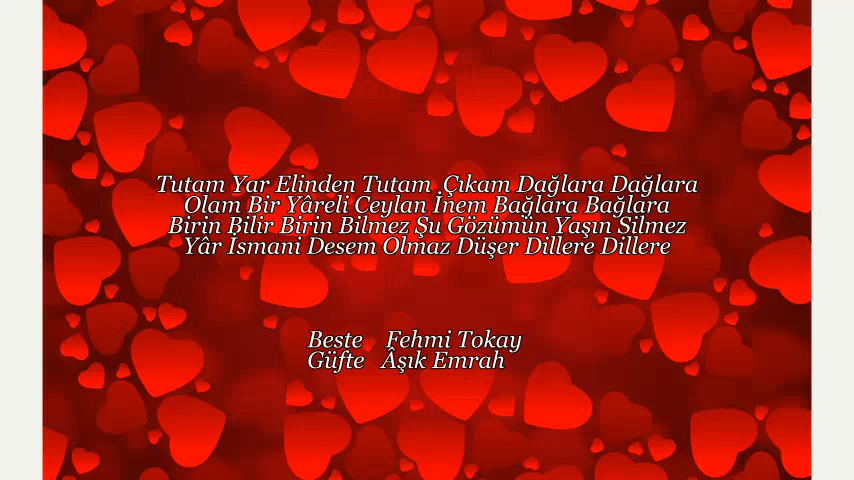 Tutam Yar Elinden Tutam Çıkam Dağlara Dağlara
Olam Bir Yâreli Ceylan İnem Bağlara Bağlara
Birin Bilir Birin Bilmez Şu Gözümün Yaşın Silmez
Yâr İsmani Desem Olmaz Düşer Dillere Dillere
Beste Fehmi Tokay
Güfte Âşık Emrah